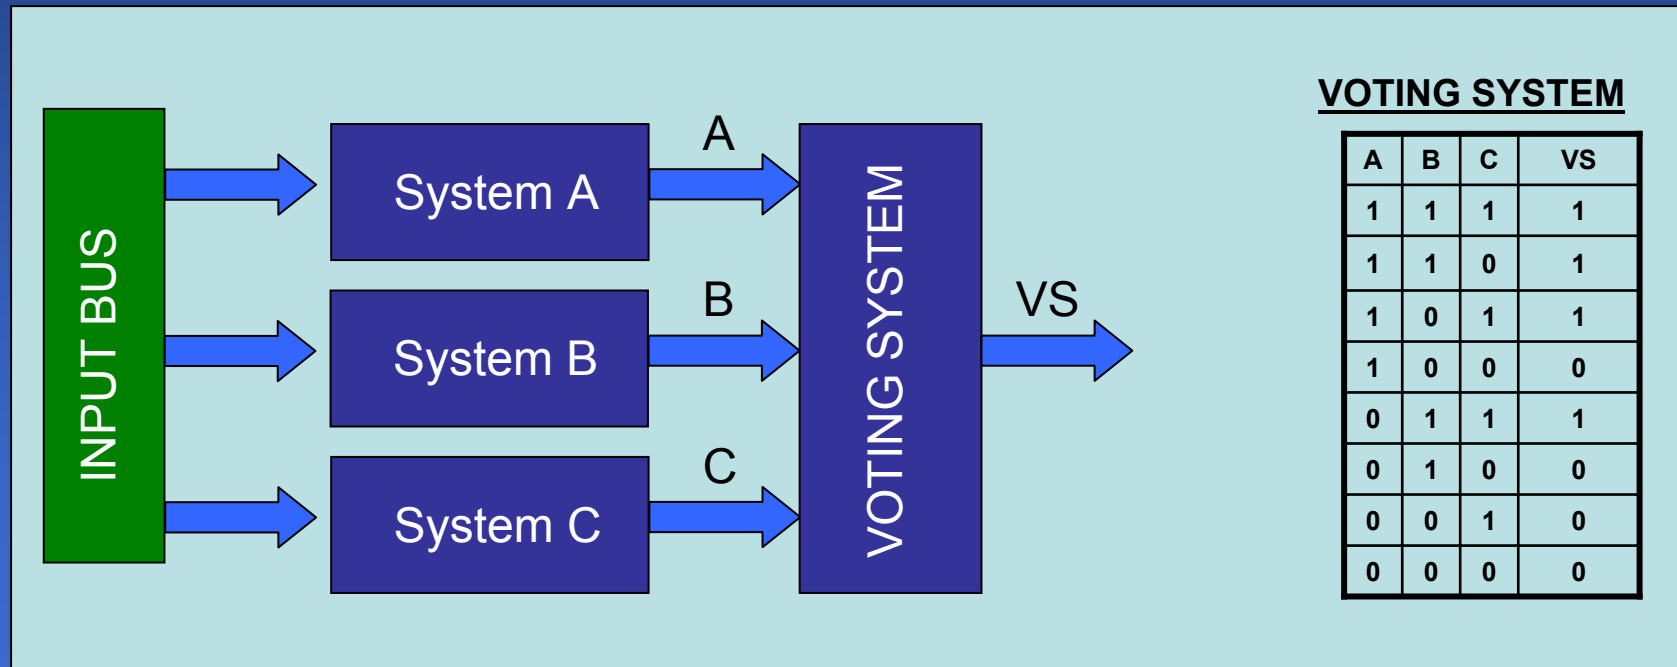 INPUT BUS
System A
System B
System C
A
B
C
VOTING SYSTEM
VS
VOTING SYSTEM
A B C VS
1 1 1 1
1 1 0 1
1 0 1 1
1 0 0 0
0 1 1 1
0 1 0 0
0 0 1 0
0 0 0 0